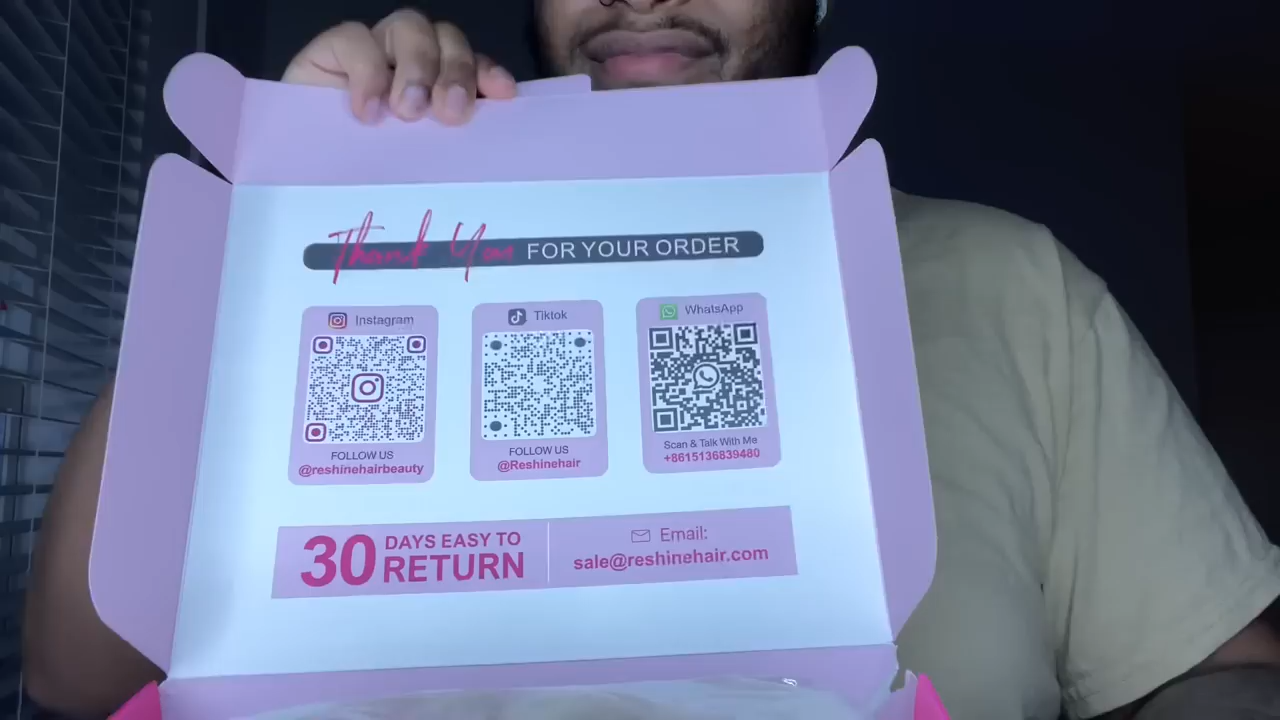 Thank You FOR YOUR ORDER
Instagram
FOLLOW US
@reshinehairbeauty
Tiktok
FOLLOW US
@Reshinehair
WhatsApp
Scan & Talk With Me
+8615136839480
30 DAYS EASY TO
RETURN
Email:
sale@reshinehair.com